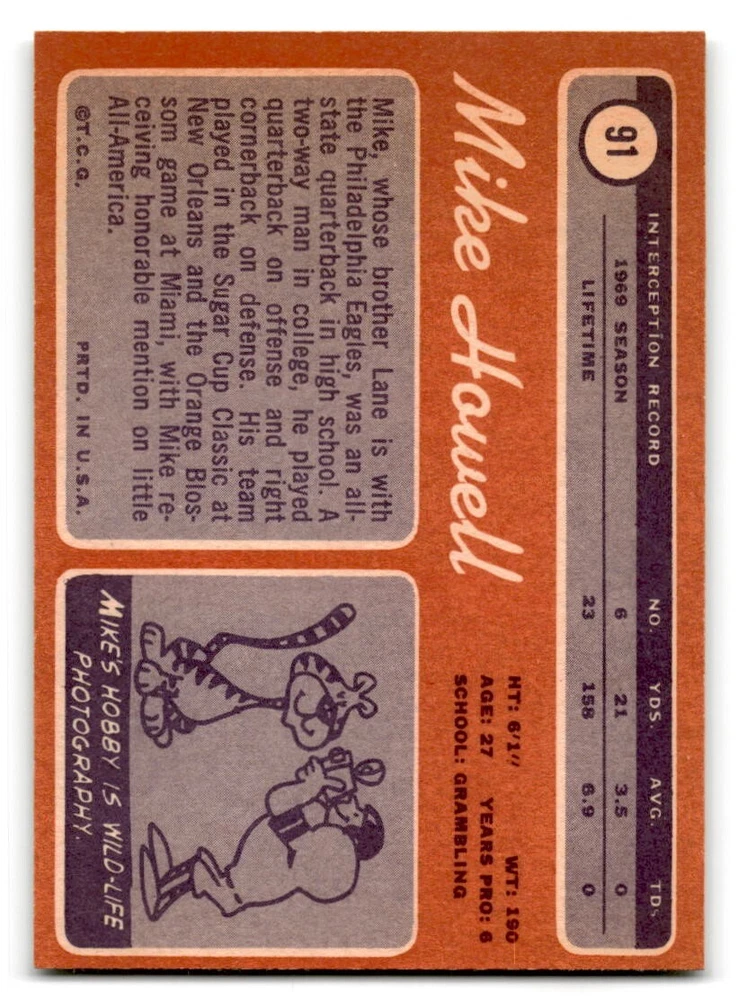 91
INTERCEPTION RECORD NO. YDS. AVG. TDs
1969 SEASON 6 21 3.5 0
LIFETIME 23 158 6.9 0
Mike Howell
HT: 6'1" WT: 190
AGE: 27 YEARS PRO: 6
SCHOOL: GRAMBLING
Mike, whose brother Lane is with
the Philadelphia Eagles, was an all-
state quarterback in high school. A
two-way man in college, he played
quarterback on offense and right
cornerback on defense. His team
played in the Sugar Cup Classic at
New Orleans and the Orange Blos-
som game at Miami, with Mike re-
ceiving honorable mention on little
All-America.
©T.C.G. PRTD. IN U.S.A.
MIKE'S HOBBY IS WILD-LIFE
PHOTOGRAPHY.